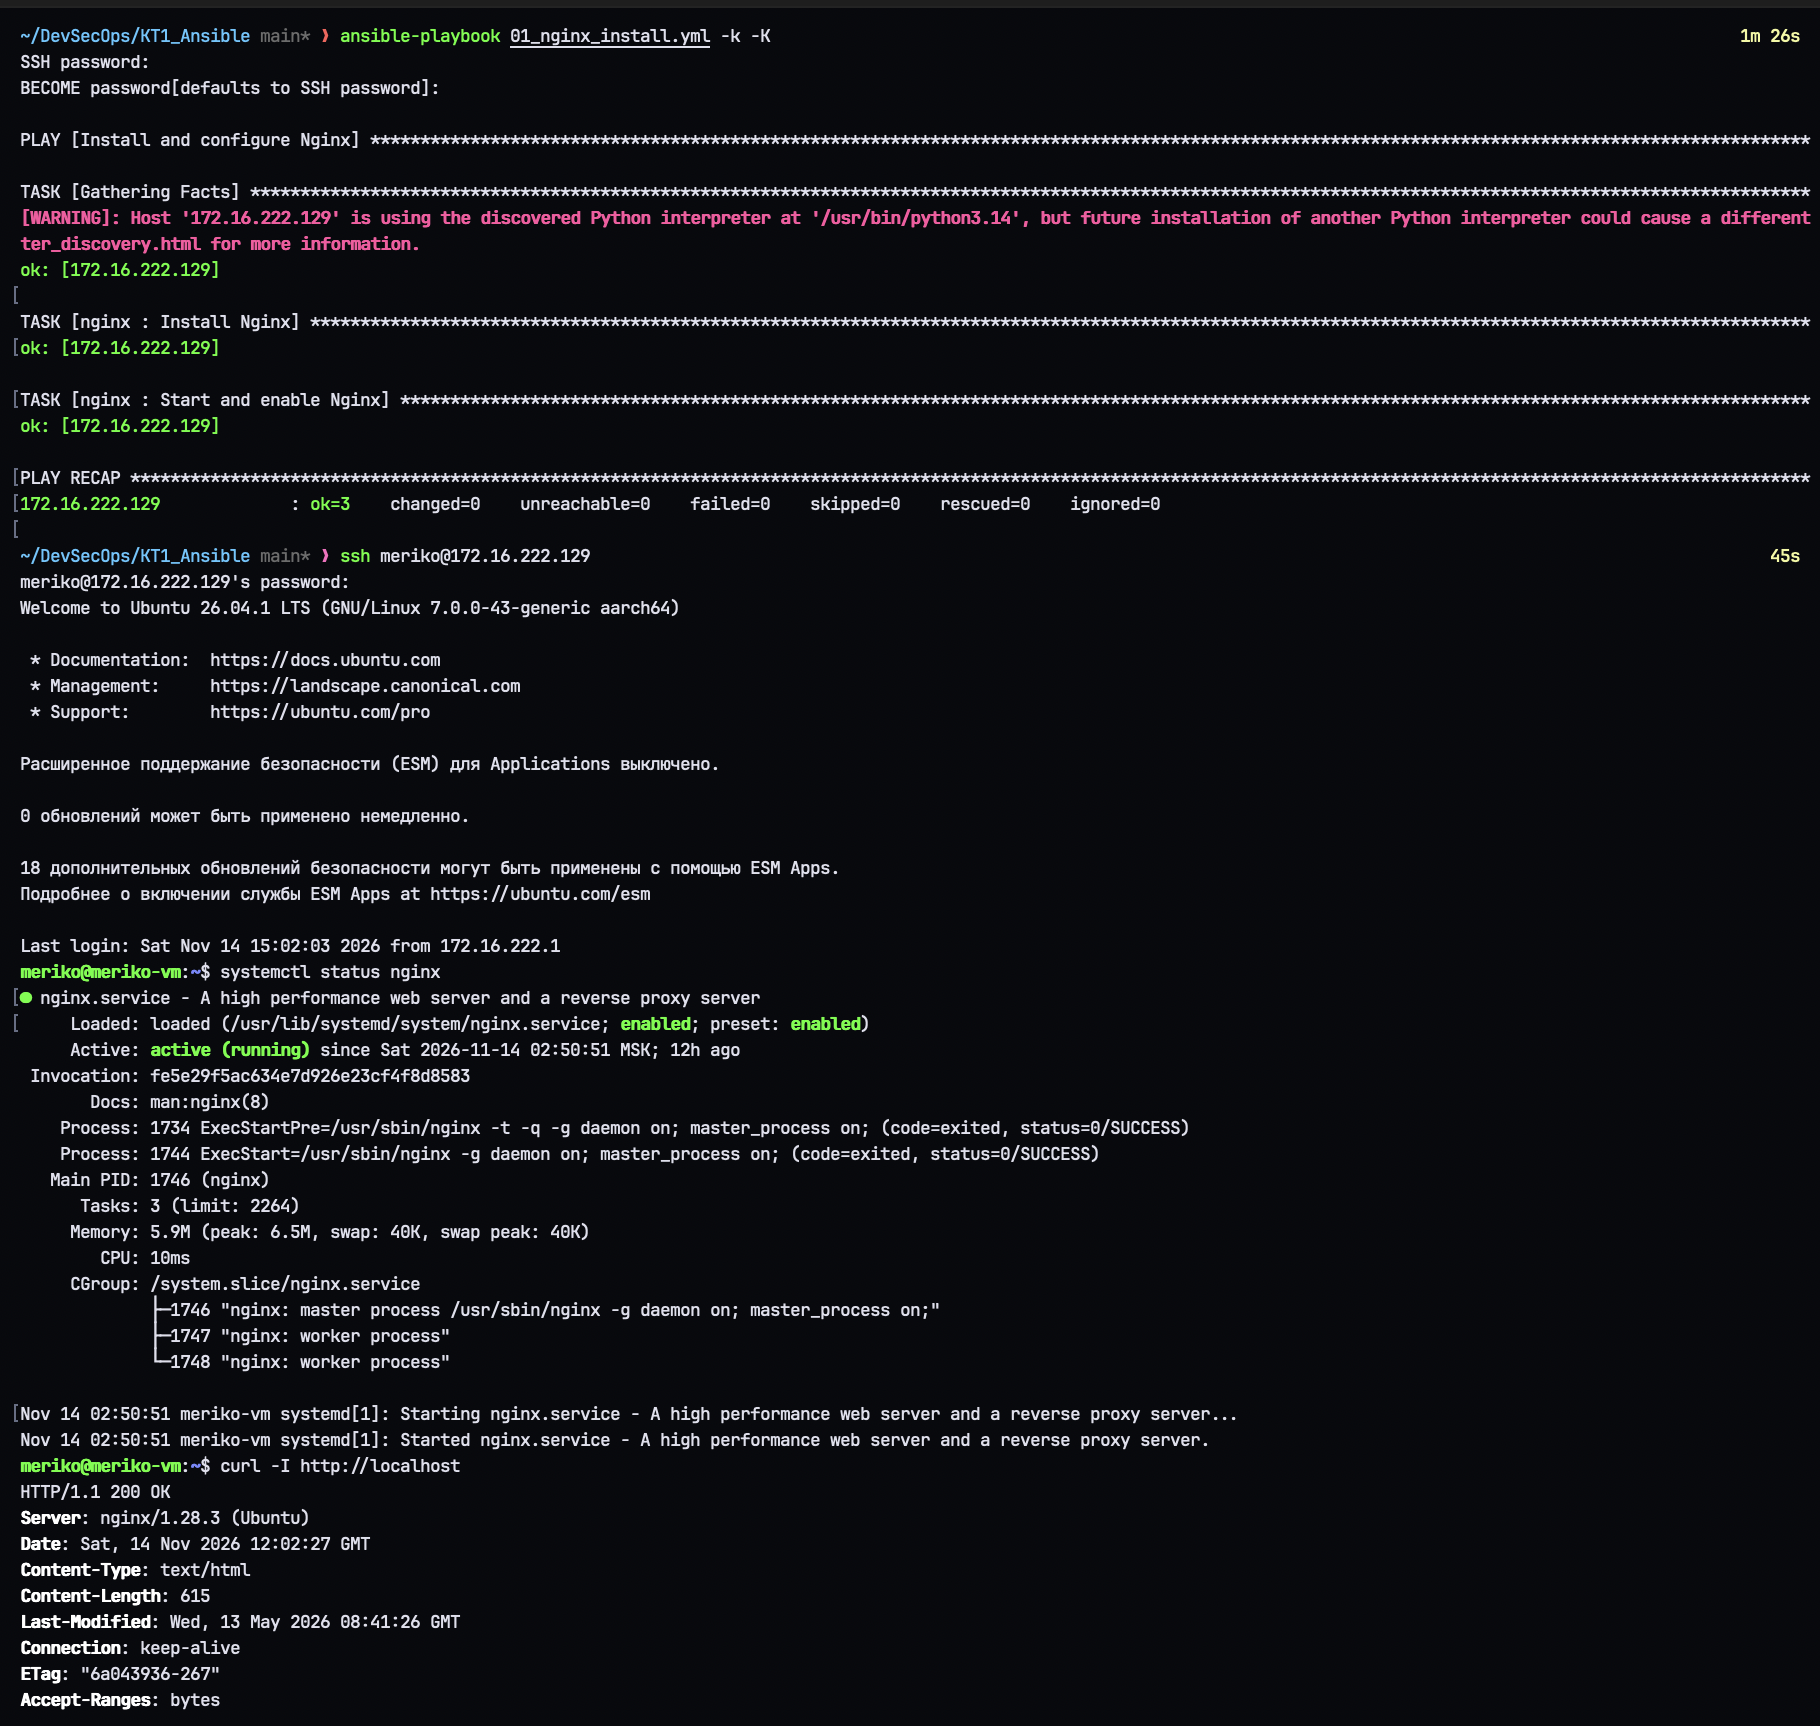 ~/DevSecOps/KT1_Ansible main* ❯ ansible-playbook 01_nginx_install.yml -k -K 1m 26s
SSH password:
BECOME password[defaults to SSH password]:
PLAY [Install and configure Nginx] ************************************************************************************************************************************************
TASK [Gathering Facts] ************************************************************************************************************************************************************
[WARNING]: Host '172.16.222.129' is using the discovered Python interpreter at '/usr/bin/python3.14', but future installation of another Python interpreter could cause a different
ter_discovery.html for more information.
ok: [172.16.222.129]
[
TASK [nginx : Install Nginx] ******************************************************************************************************************************************************
[ok: [172.16.222.129]
[TASK [nginx : Start and enable Nginx] *********************************************************************************************************************************************
ok: [172.16.222.129]
[PLAY RECAP ************************************************************************************************************************************************************************
[172.16.222.129             : ok=3    changed=0    unreachable=0    failed=0    skipped=0    rescued=0    ignored=0
[
~/DevSecOps/KT1_Ansible main* ❯ ssh meriko@172.16.222.129 45s
meriko@172.16.222.129's password:
Welcome to Ubuntu 26.04.1 LTS (GNU/Linux 7.0.0-43-generic aarch64)
* Documentation:  https://docs.ubuntu.com
* Management:     https://landscape.canonical.com
* Support:        https://ubuntu.com/pro
Расширенное поддержание безопасности (ESM) для Applications выключено.
0 обновлений может быть применено немедленно.
18 дополнительных обновлений безопасности могут быть применены с помощью ESM Apps.
Подробнее о включении службы ESM Apps at https://ubuntu.com/esm
Last login: Sat Nov 14 15:02:03 2026 from 172.16.222.1
meriko@meriko-vm:~$ systemctl status nginx
[● nginx.service - A high performance web server and a reverse proxy server
[     Loaded: loaded (/usr/lib/systemd/system/nginx.service; enabled; preset: enabled)
Active: active (running) since Sat 2026-11-14 02:50:51 MSK; 12h ago
Invocation: fe5e29f5ac634e7d926e23cf4f8d8583
Docs: man:nginx(8)
Process: 1734 ExecStartPre=/usr/sbin/nginx -t -q -g daemon on; master_process on; (code=exited, status=0/SUCCESS)
Process: 1744 ExecStart=/usr/sbin/nginx -g daemon on; master_process on; (code=exited, status=0/SUCCESS)
Main PID: 1746 (nginx)
Tasks: 3 (limit: 2264)
Memory: 5.9M (peak: 6.5M, swap: 40K, swap peak: 40K)
CPU: 10ms
CGroup: /system.slice/nginx.service
├─1746 "nginx: master process /usr/sbin/nginx -g daemon on; master_process on;"
├─1747 "nginx: worker process"
└─1748 "nginx: worker process"
[Nov 14 02:50:51 meriko-vm systemd[1]: Starting nginx.service - A high performance web server and a reverse proxy server...
Nov 14 02:50:51 meriko-vm systemd[1]: Started nginx.service - A high performance web server and a reverse proxy server.
meriko@meriko-vm:~$ curl -I http://localhost
HTTP/1.1 200 OK
Server: nginx/1.28.3 (Ubuntu)
Date: Sat, 14 Nov 2026 12:02:27 GMT
Content-Type: text/html
Content-Length: 615
Last-Modified: Wed, 13 May 2026 08:41:26 GMT
Connection: keep-alive
ETag: "6a043936-267"
Accept-Ranges: bytes